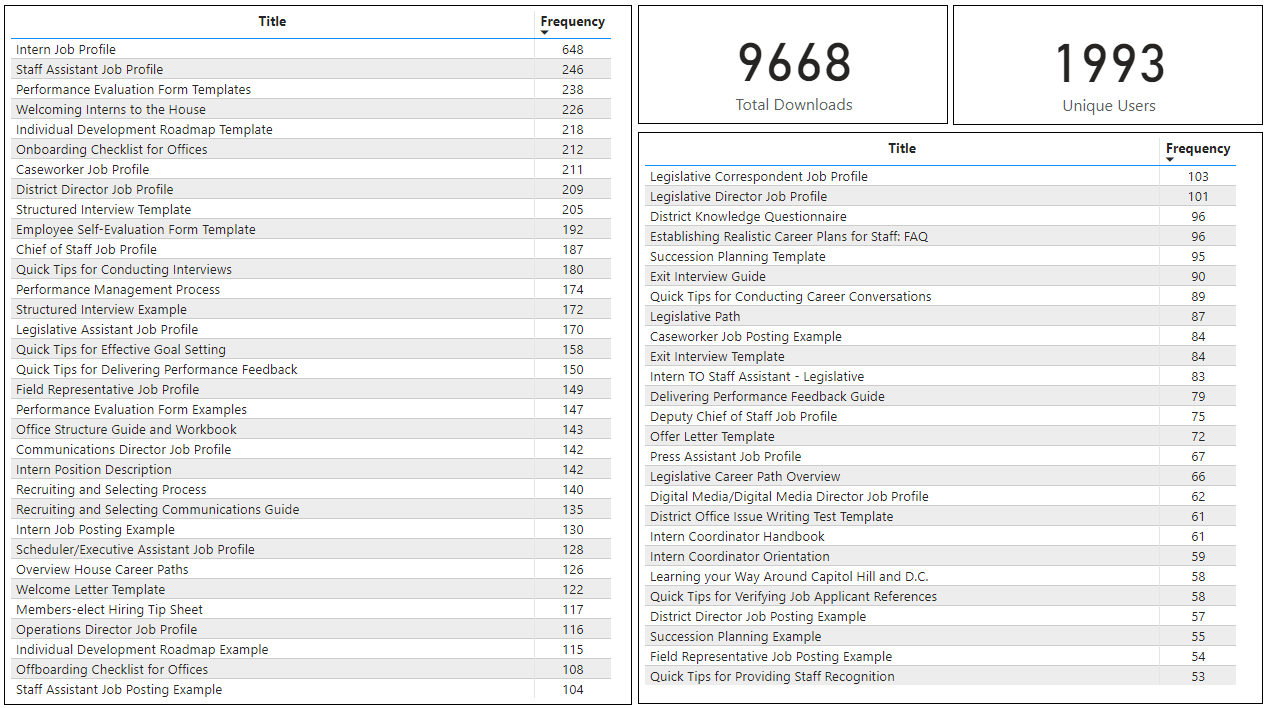 Title Frequency
Intern Job Profile 648
Staff Assistant Job Profile 246
Performance Evaluation Form Templates 238
Welcoming Interns to the House 226
Individual Development Roadmap Template 218
Onboarding Checklist for Offices 212
Caseworker Job Profile 211
District Director Job Profile 209
Structured Interview Template 205
Employee Self-Evaluation Form Template 192
Chief of Staff Job Profile 187
Quick Tips for Conducting Interviews 180
Performance Management Process 174
Structured Interview Example 172
Legislative Assistant Job Profile 170
Quick Tips for Effective Goal Setting 158
Quick Tips for Delivering Performance Feedback 150
Field Representative Job Profile 149
Performance Evaluation Form Examples 147
Office Structure Guide and Workbook 143
Communications Director Job Profile 142
Intern Position Description 142
Recruiting and Selecting Process 140
Recruiting and Selecting Communications Guide 135
Intern Job Posting Example 130
Scheduler/Executive Assistant Job Profile 128
Overview House Career Paths 126
Welcome Letter Template 122
Members-elect Hiring Tip Sheet 117
Operations Director Job Profile 116
Individual Development Roadmap Example 115
Offboarding Checklist for Offices 108
Staff Assistant Job Posting Example 104
9668
Total Downloads
1993
Unique Users
Title Frequency
Legislative Correspondent Job Profile 103
Legislative Director Job Profile 101
District Knowledge Questionnaire 96
Establishing Realistic Career Plans for Staff: FAQ 96
Succession Planning Template 95
Exit Interview Guide 90
Quick Tips for Conducting Career Conversations 89
Legislative Path 87
Caseworker Job Posting Example 84
Exit Interview Template 84
Intern TO Staff Assistant - Legislative 83
Delivering Performance Feedback Guide 79
Deputy Chief of Staff Job Profile 75
Offer Letter Template 72
Press Assistant Job Profile 67
Legislative Career Path Overview 66
Digital Media/Digital Media Director Job Profile 62
District Office Issue Writing Test Template 61
Intern Coordinator Handbook 61
Intern Coordinator Orientation 59
Learning your Way Around Capitol Hill and D.C. 58
Quick Tips for Verifying Job Applicant References 58
District Director Job Posting Example 57
Succession Planning Example 55
Field Representative Job Posting Example 54
Quick Tips for Providing Staff Recognition 53